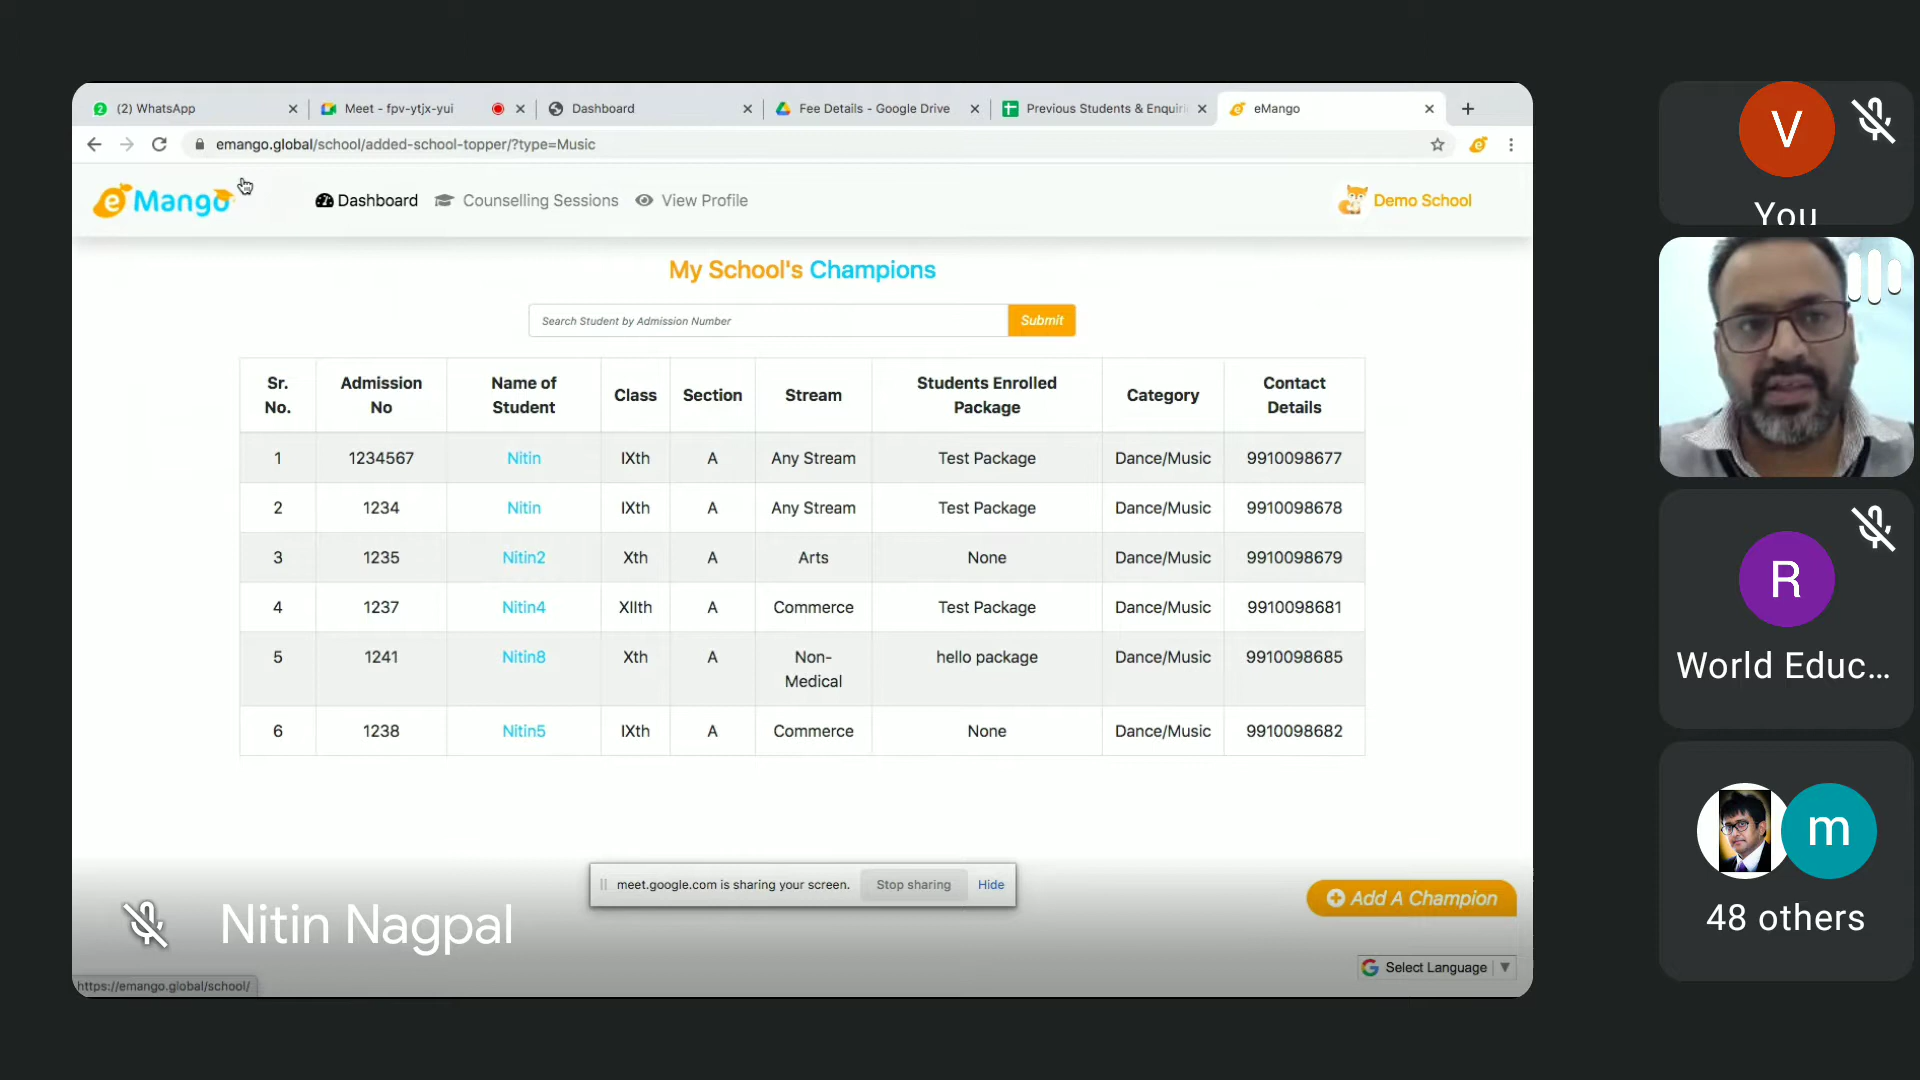 (2) WhatsApp
Meet - fpv-ytjx-yui
Dashboard
Fee Details - Google Drive
Previous Students & Enquiri
eMango
emango.global/school/added-school-topper/?type=Music
eMango
Dashboard
Counselling Sessions
View Profile
Demo School
My School's Champions
Search Student by Admission Number
Submit
Sr. No. Admission No Name of Student Class Section Stream Students Enrolled Package Category Contact Details
1 1234567 Nitin IXth A Any Stream Test Package Dance/Music 9910098677
2 1234 Nitin IXth A Any Stream Test Package Dance/Music 9910098678
3 1235 Nitin2 Xth A Arts None Dance/Music 9910098679
4 1237 Nitin4 XIIth A Commerce Test Package Dance/Music 9910098681
5 1241 Nitin8 Xth A Non-Medical hello package Dance/Music 9910098685
6 1238 Nitin5 IXth A Commerce None Dance/Music 9910098682
meet.google.com is sharing your screen.
Stop sharing
Hide
Add A Champion
Nitin Nagpal
Select Language
https://emango.global/school/
V
You
R
World Educ...
m
48 others